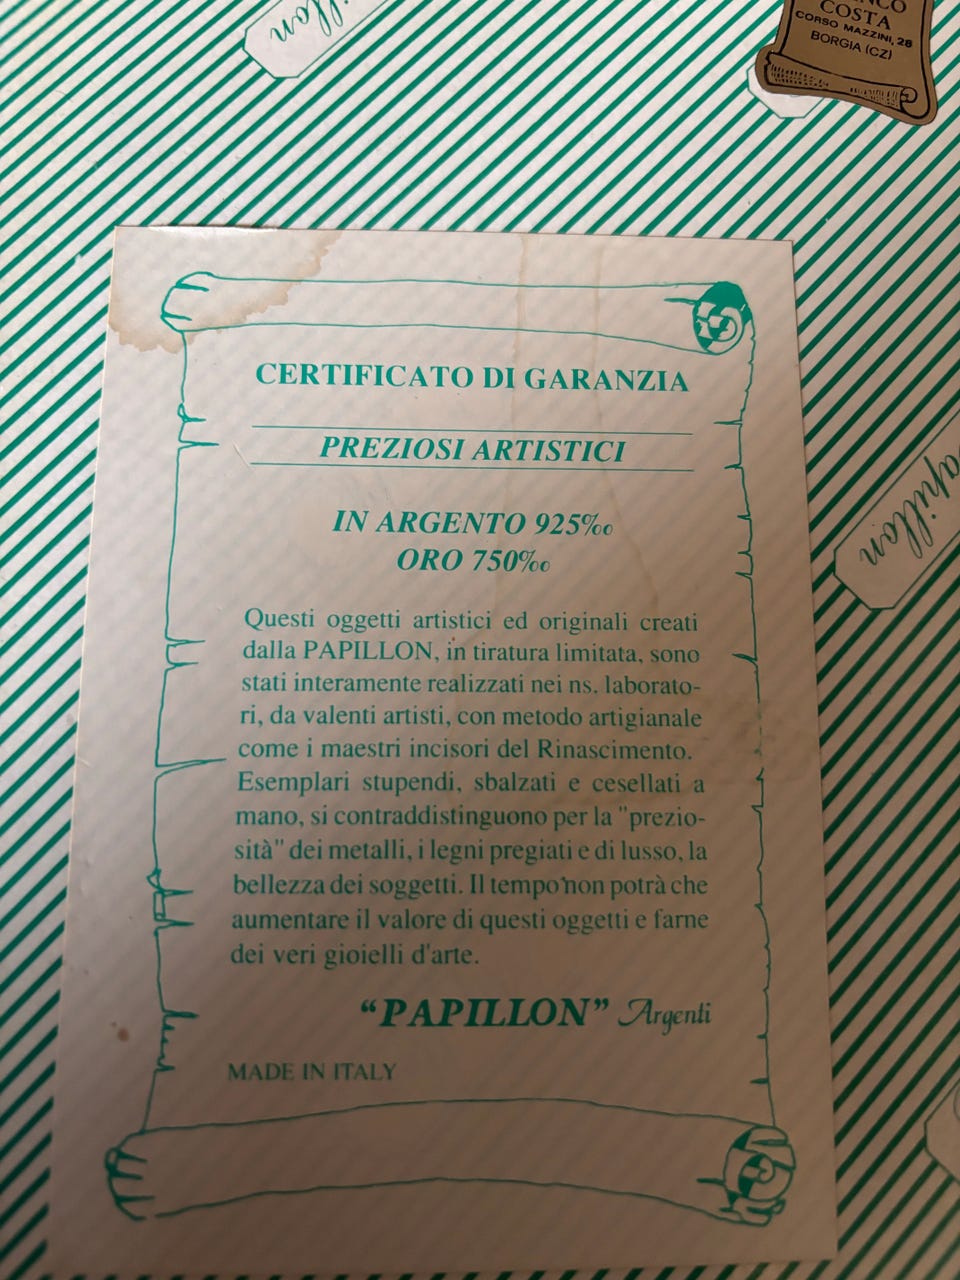 COSTA
CORSO MAZZINI, 28
BORGIA (CZ)
CERTIFICATO DI GARANZIA
PREZIOSI ARTISTICI
IN ARGENTO 925‰
ORO 750‰
Questi oggetti artistici ed originali creati
dalla PAPILLON, in tiratura limitata, sono
stati interamente realizzati nei ns. laborato-
ri, da valenti artisti, con metodo artigianale
come i maestri incisori del Rinascimento.
Esemplari stupendi, sbalzati e cesellati a
mano, si contraddistinguono per la "prezio-
sità" dei metalli, i legni pregiati e di lusso, la
bellezza dei soggetti. Il tempo non potrà che
aumentare il valore di questi oggetti e farne
dei veri gioielli d'arte.
“PAPILLON” Argenti
MADE IN ITALY